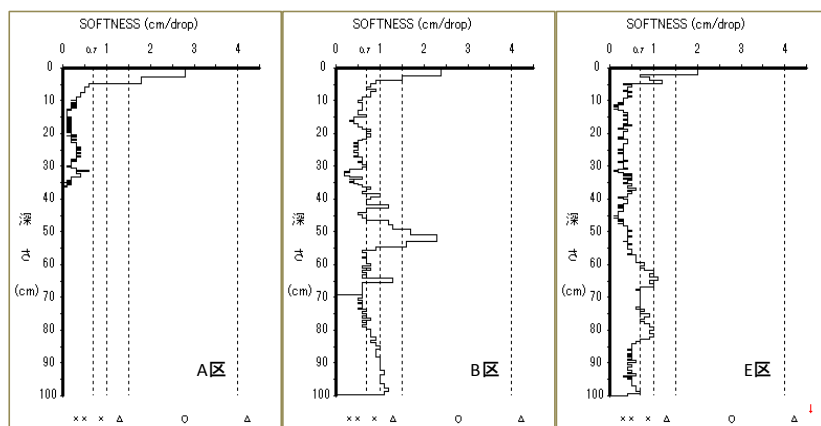 SOFTNESS (cm/drop)
0 0.7 1 2 3 4
0
10
20
30
40
50
60
70
80
90
100
深
さ
(cm)
A区
× × × △ ○ △
SOFTNESS (cm/drop)
0 0.7 1 2 3 4
0
10
20
30
40
50
60
70
80
90
100
深
さ
(cm)
B区
× × × △ ○ △
SOFTNESS (cm/drop)
0 0.7 1 2 3 4
0
10
20
30
40
50
60
70
80
90
100
深
さ
(cm)
E区
× × × △ ○ △
↓